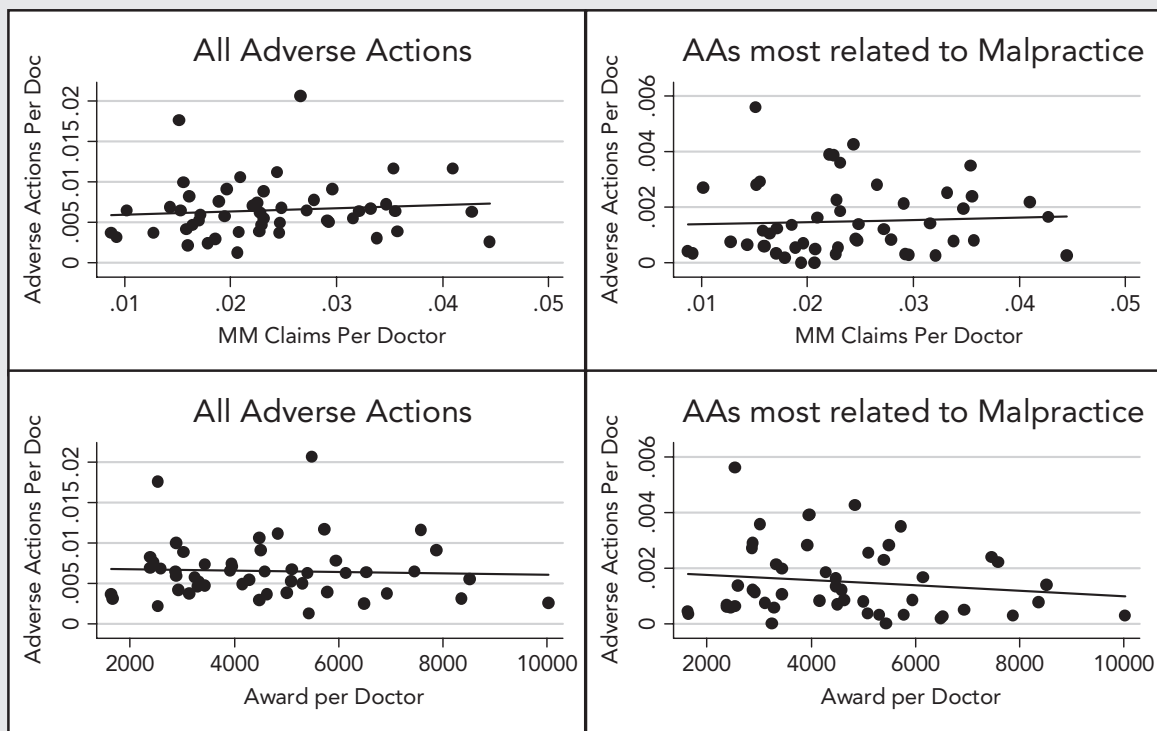 All Adverse Actions
Adverse Actions Per Doc
.02
.015
.01
.005
0
.01 .02 .03 .04 .05
MM Claims Per Doctor
AAs most related to Malpractice
Adverse Actions Per Doc
.006
.004
.002
0
.01 .02 .03 .04 .05
MM Claims Per Doctor
All Adverse Actions
Adverse Actions Per Doc
.02
.015
.01
.005
0
2000 4000 6000 8000 10000
Award per Doctor
AAs most related to Malpractice
Adverse Actions Per Doc
.006
.004
.002
0
2000 4000 6000 8000 10000
Award per Doctor